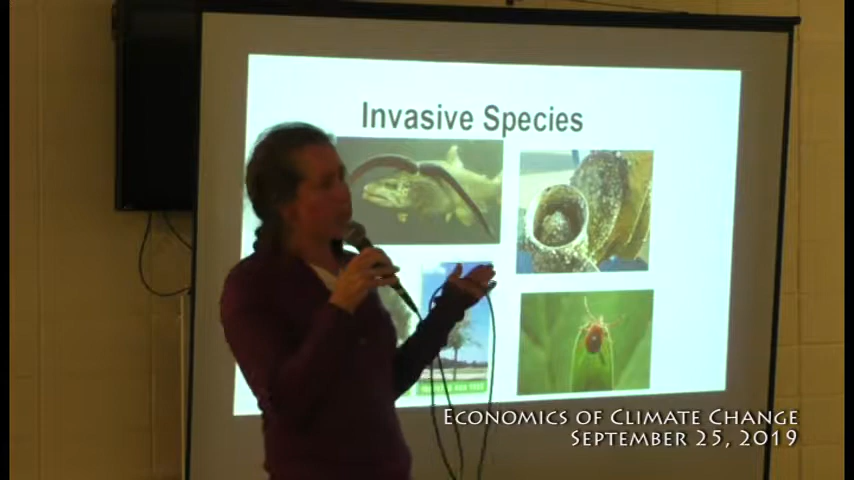 Invasive Species
Economics of Climate Change
September 25, 2019